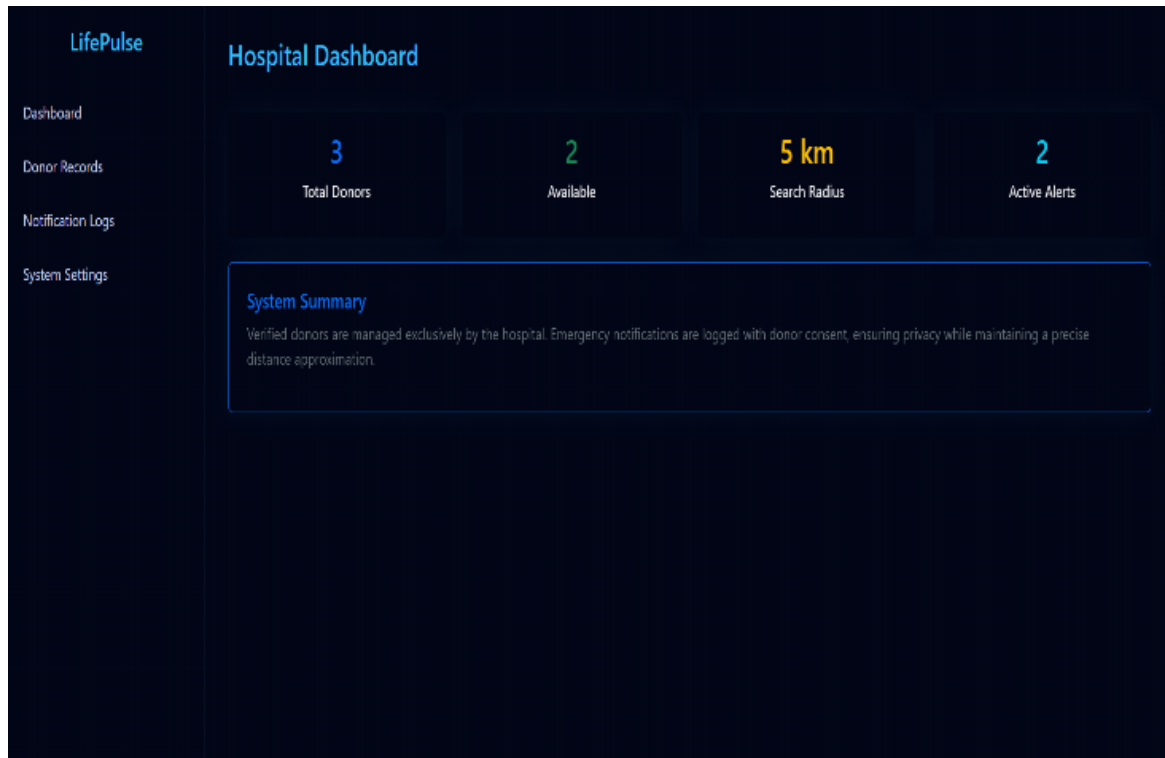 LifePulse
Dashboard
Donor Records
Notification Logs
System Settings
Hospital Dashboard
3
Total Donors
2
Available
5 km
Search Radius
2
Active Alerts
System Summary
Verified donors are managed exclusively by the hospital. Emergency notifications are logged with donor consent, ensuring privacy while maintaining a precise
distance approximation.